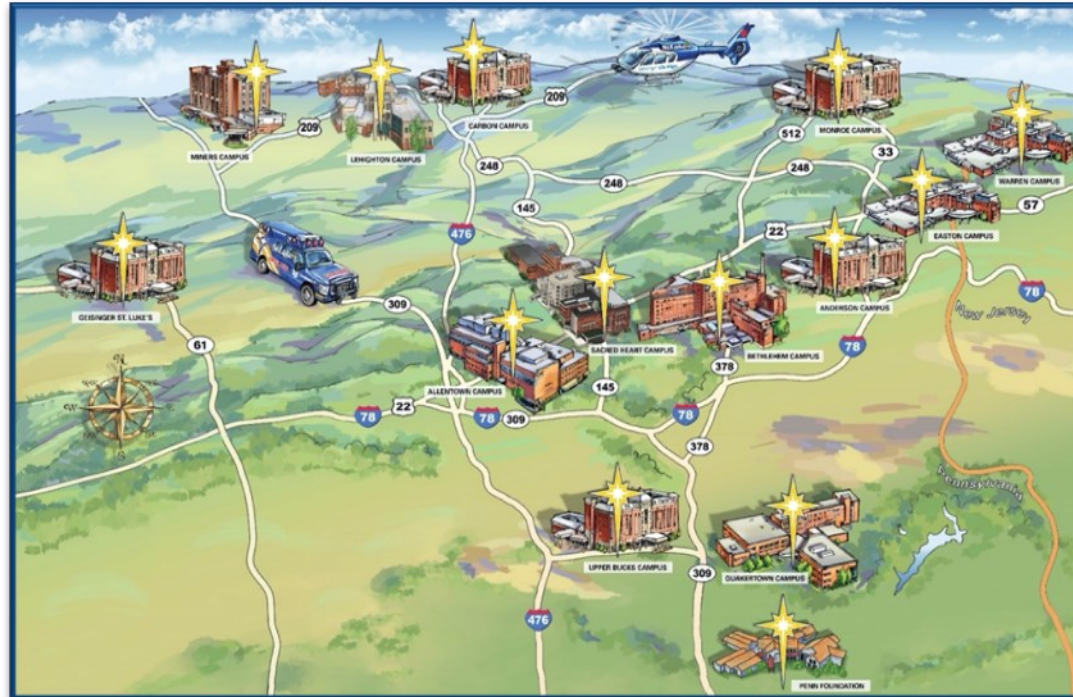 209
209
MINERS CAMPUS
LEHIGHTON CAMPUS
CARBON CAMPUS
MONROE CAMPUS
512
33
WARREN CAMPUS
248
248
248
145
57
22
EASTON CAMPUS
476
GEISINGER ST. LUKE'S
309
ANDERSON CAMPUS
78
New Jersey
61
SACRED HEART CAMPUS
BETHLEHEM CAMPUS
78
378
ALLENTOWN CAMPUS
145
N
78
22
78
309
78
378
Pennsylvania
UPPER BUCKS CAMPUS
QUAKERTOWN CAMPUS
309
476
PENN FOUNDATION